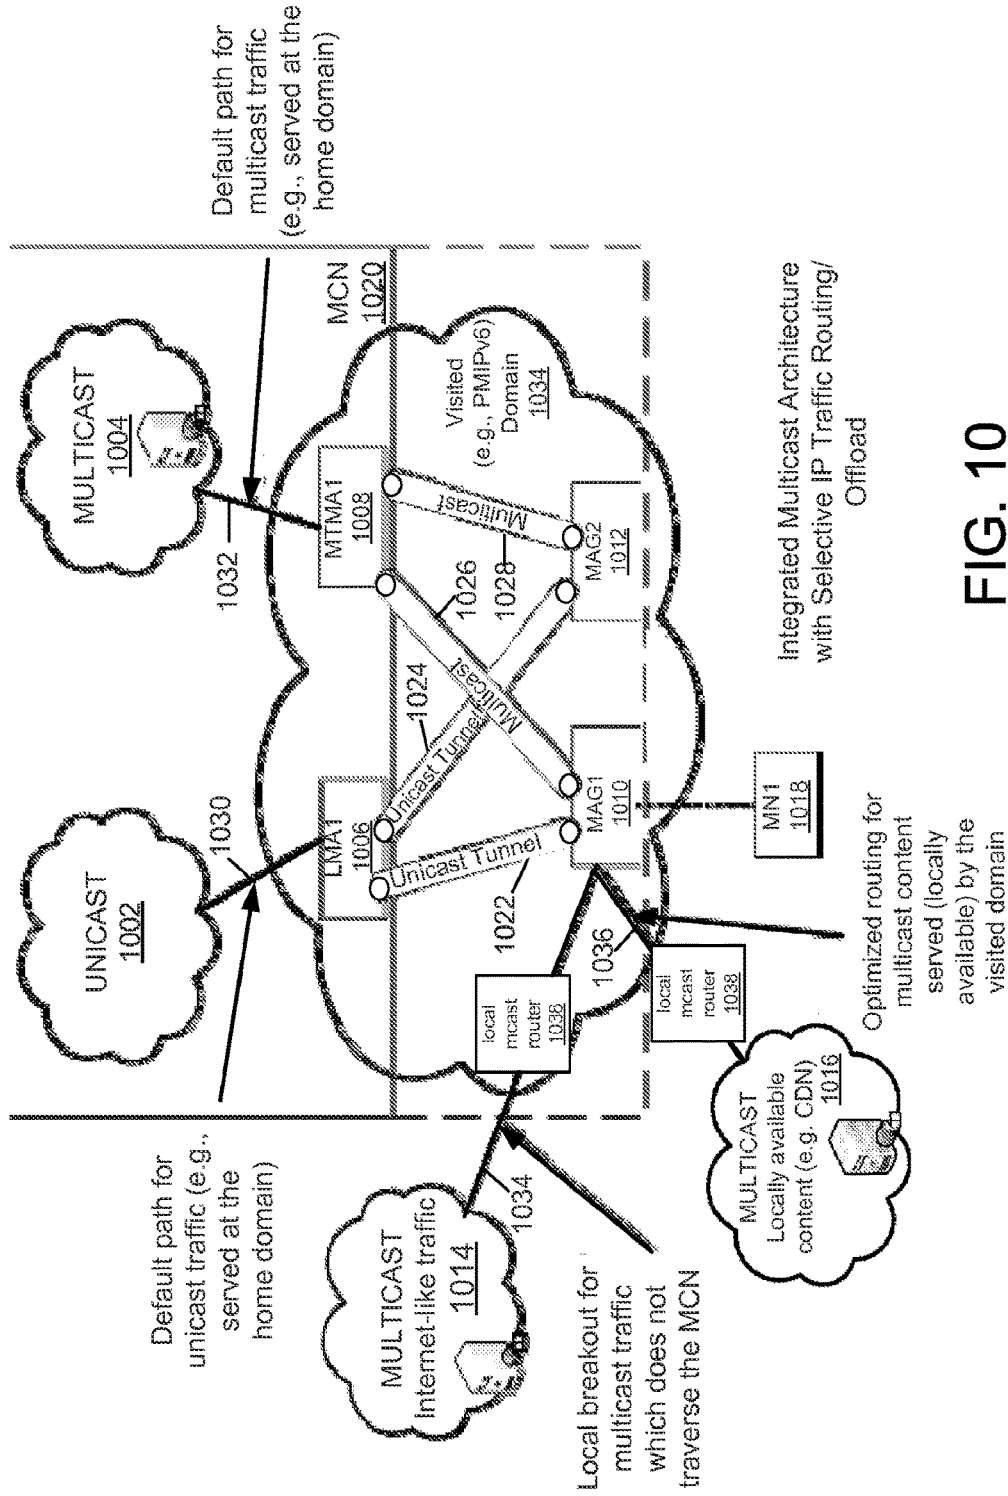 Default path for
unicast traffic (e.g.,
served at the
home domain)
UNICAST
1002
1030
MULTICAST
1004
1032
Default path for
multicast traffic
(e.g., served at the
home domain)
LMA1
1006
MTMA1
1008
MCN
1020
MULTICAST
Internet-like traffic
1014
1034
local
mcast
router
1036
Unicast Tunnel
1022
Unicast Tunnel
1024
Multicast
1026
Multicast
1028
Visited
(e.g., PMIPv6)
Domain
1034
MAG1
1010
MAG2
1012
1036
local
mcast
router
1038
MULTICAST
Locally available
content (e.g. CDN)
1016
MN1
1018
Local breakout for
multicast traffic
which does not
traverse the MCN
Optimized routing for
multicast content
served (locally
available) by the
visited domain
Integrated Multicast Architecture
with Selective IP Traffic Routing/
Offload
FIG. 10